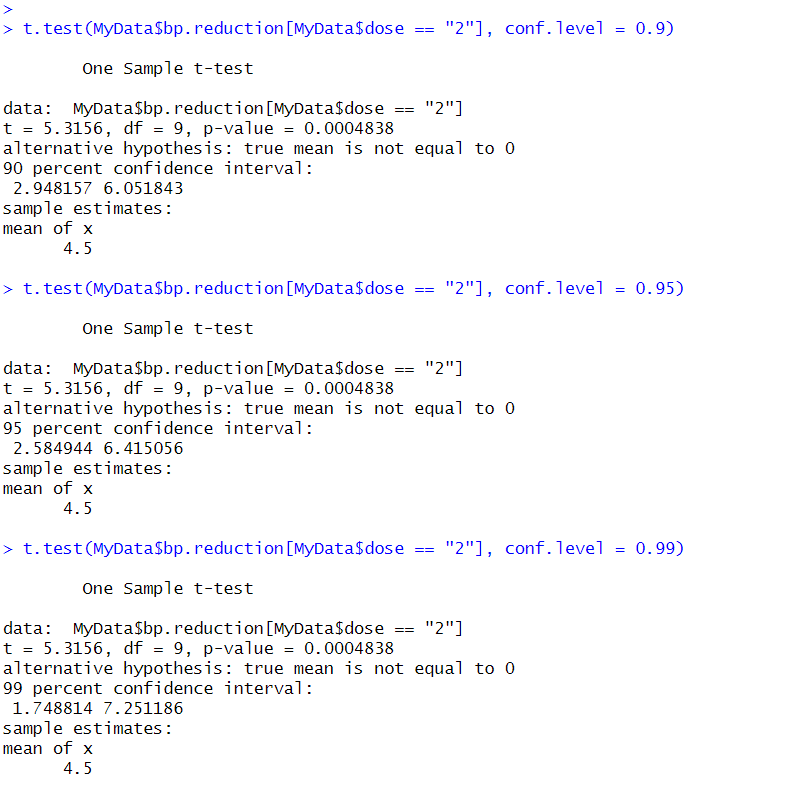 >
> t.test(MyData$bp.reduction[MyData$dose == "2"], conf.level = 0.9)
One Sample t-test
data:  MyData$bp.reduction[MyData$dose == "2"]
t = 5.3156, df = 9, p-value = 0.0004838
alternative hypothesis: true mean is not equal to 0
90 percent confidence interval:
2.948157 6.051843
sample estimates:
mean of x
4.5
> t.test(MyData$bp.reduction[MyData$dose == "2"], conf.level = 0.95)
One Sample t-test
data:  MyData$bp.reduction[MyData$dose == "2"]
t = 5.3156, df = 9, p-value = 0.0004838
alternative hypothesis: true mean is not equal to 0
95 percent confidence interval:
2.584944 6.415056
sample estimates:
mean of x
4.5
> t.test(MyData$bp.reduction[MyData$dose == "2"], conf.level = 0.99)
One Sample t-test
data:  MyData$bp.reduction[MyData$dose == "2"]
t = 5.3156, df = 9, p-value = 0.0004838
alternative hypothesis: true mean is not equal to 0
99 percent confidence interval:
1.748814 7.251186
sample estimates:
mean of x
4.5